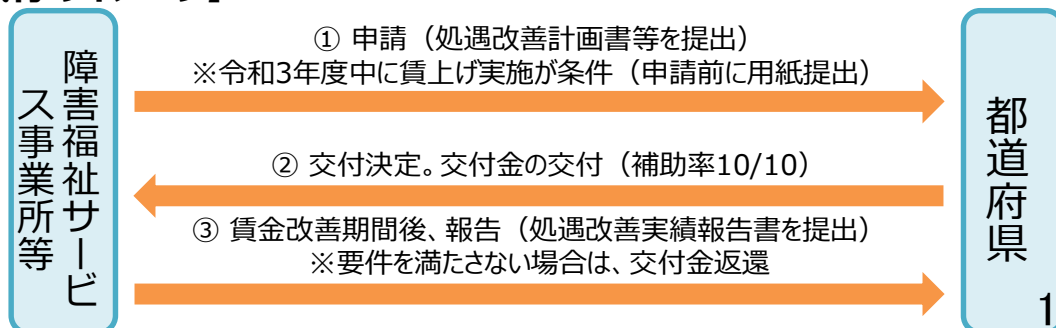 障害福祉サービ
ス事業所等
① 申請（処遇改善計画書等を提出）
※令和3年度中に賃上げ実施が条件（申請前に用紙提出）
② 交付決定。交付金の交付（補助率10/10）
③ 賃金改善期間後、報告（処遇改善実績報告書を提出）
※要件を満たさない場合は、交付金返還
都道府県
1